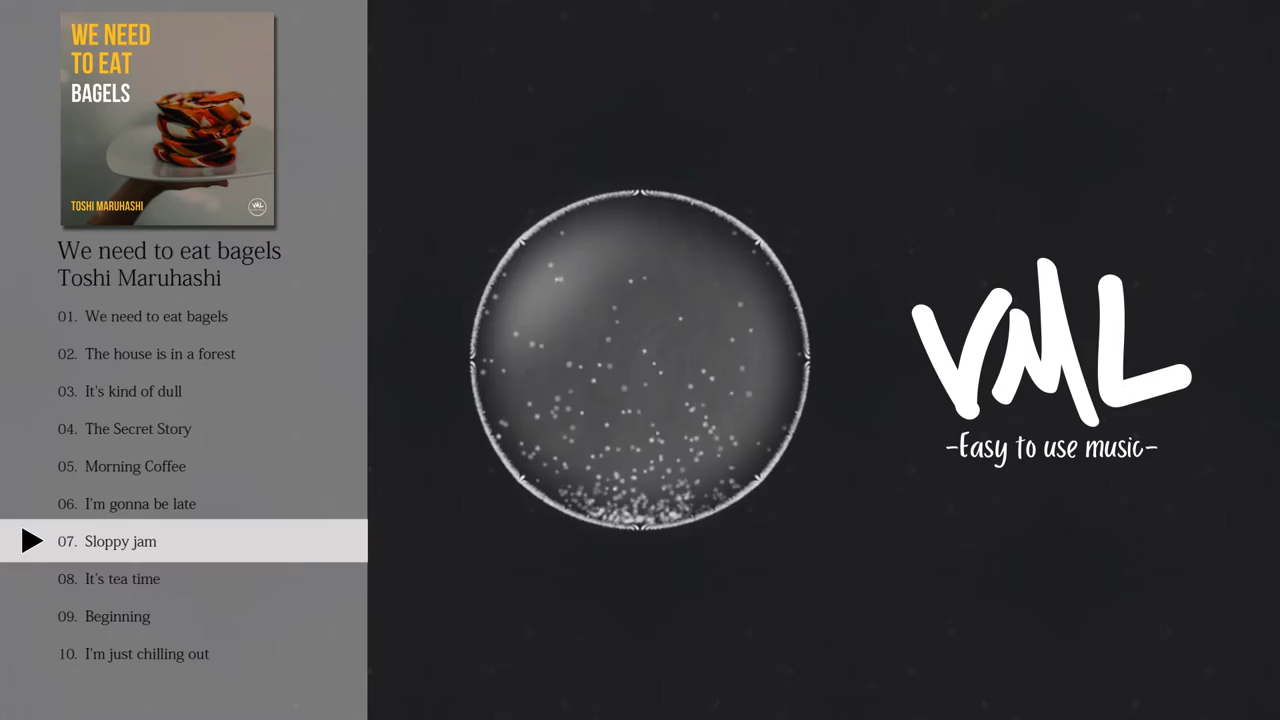 WE NEED
TO EAT
BAGELS
TOSHI MARUHASHI
VML
We need to eat bagels
Toshi Maruhashi
01. We need to eat bagels
02. The house is in a forest
03. It's kind of dull
04. The Secret Story
05. Morning Coffee
06. I'm gonna be late
07. Sloppy jam
08. It's tea time
09. Beginning
10. I'm just chilling out
VML
-Easy to use music-